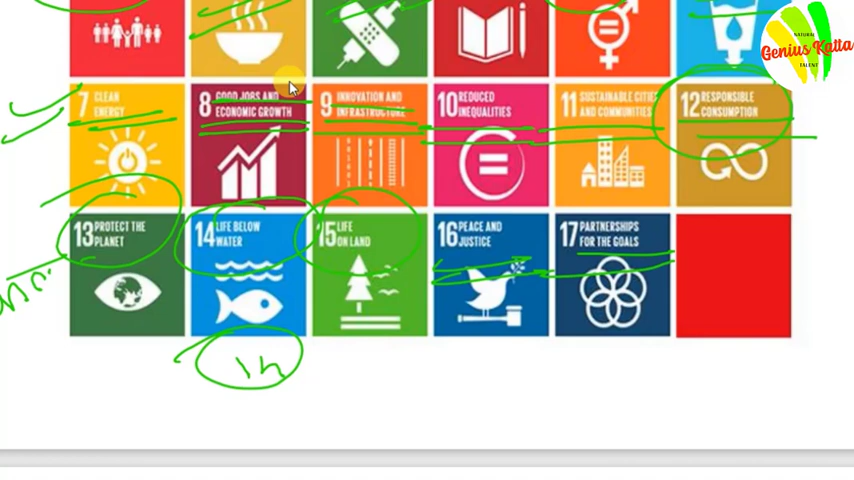 NATURAL
Genius Katta
TALENT
7 CLEAN
ENERGY
8 GOOD JOBS AND
ECONOMIC GROWTH
9 INNOVATION AND
INFRASTRUCTURE
10 REDUCED
INEQUALITIES
11 SUSTAINABLE CITIES
AND COMMUNITIES
12 RESPONSIBLE
CONSUMPTION
13 PROTECT THE
PLANET
14 LIFE BELOW
WATER
15 LIFE
ON LAND
16 PEACE AND
JUSTICE
17 PARTNERSHIPS
FOR THE GOALS